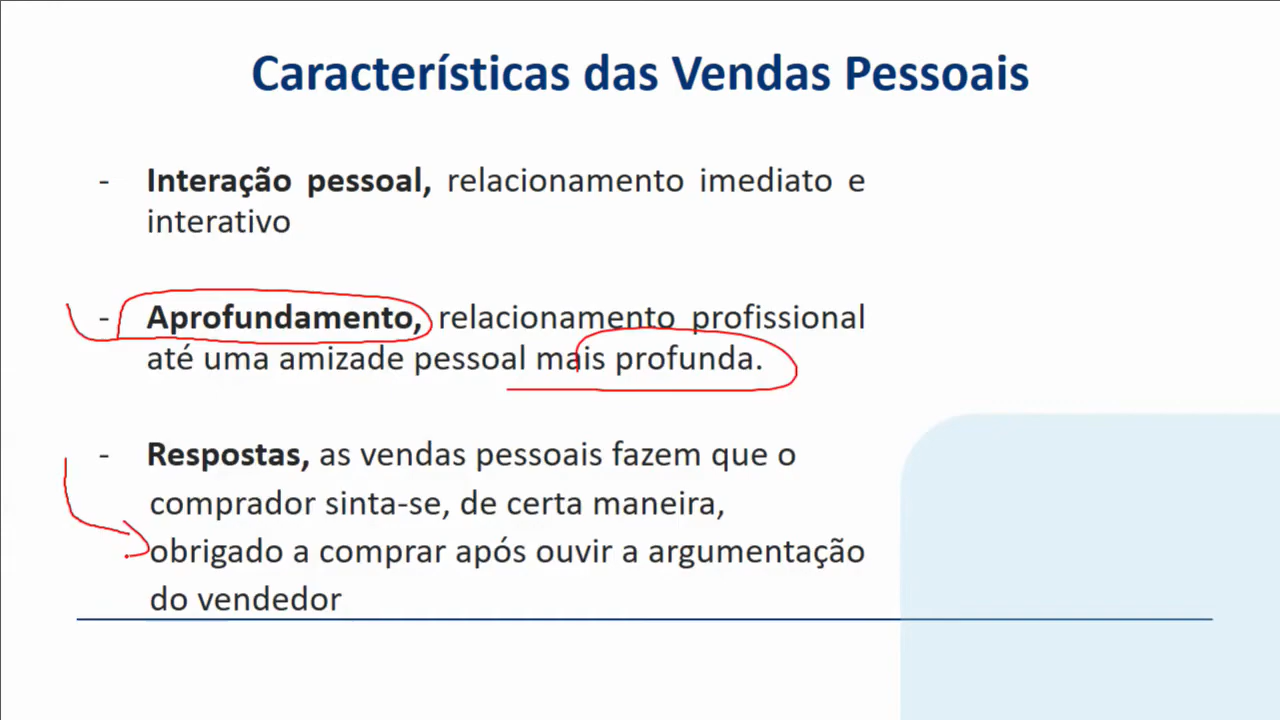 Características das Vendas Pessoais
- Interação pessoal, relacionamento imediato e
interativo
- Aprofundamento, relacionamento profissional
até uma amizade pessoal mais profunda.
- Respostas, as vendas pessoais fazem que o
comprador sinta-se, de certa maneira,
obrigado a comprar após ouvir a argumentação
do vendedor